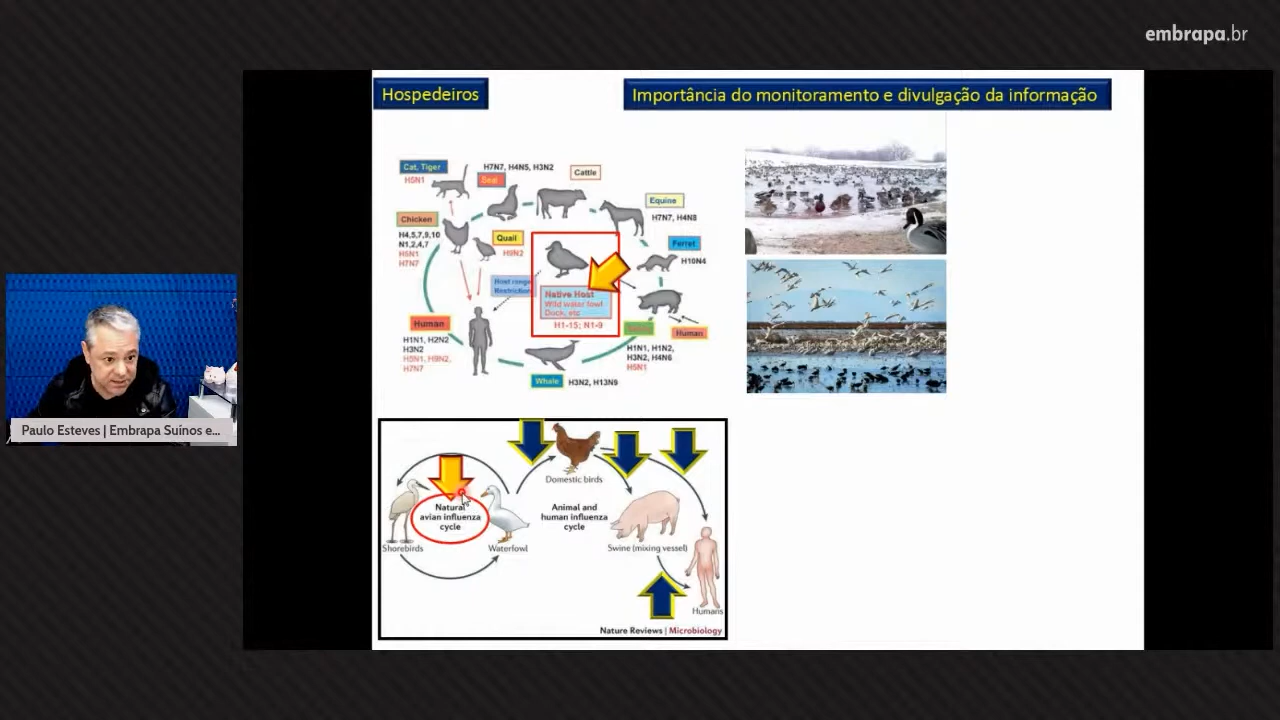 embrapa.br
Hospedeiros
Importância do monitoramento e divulgação da informação
Cat, Tiger
H5N1
H7N7, H4N5, H3N2
Seal
Cattle
Equine
H7N7, H4N8
Chicken
H4,5,7,9,10
N1,2,4,7
H5N1
H7N7
Quail
H9N2
Ferret
H10N4
Host range
Restriction
Native Host
Wild water fowl
Dock, etc
H1-15; N1-9
Human
H1N1, H2N2
H3N2
H5N1, H9N2,
H7N7
Human
H1N1, H1N2,
H3N2, H4N6
H5N1
Whale
H3N2, H13N9
Paulo Esteves | Embrapa Suínos e...
Domestic birds
Natural
avian influenza
cycle
Animal and
human influenza
cycle
Shorebirds
Waterfowl
Swine (mixing vessel)
Humans
Nature Reviews | Microbiology